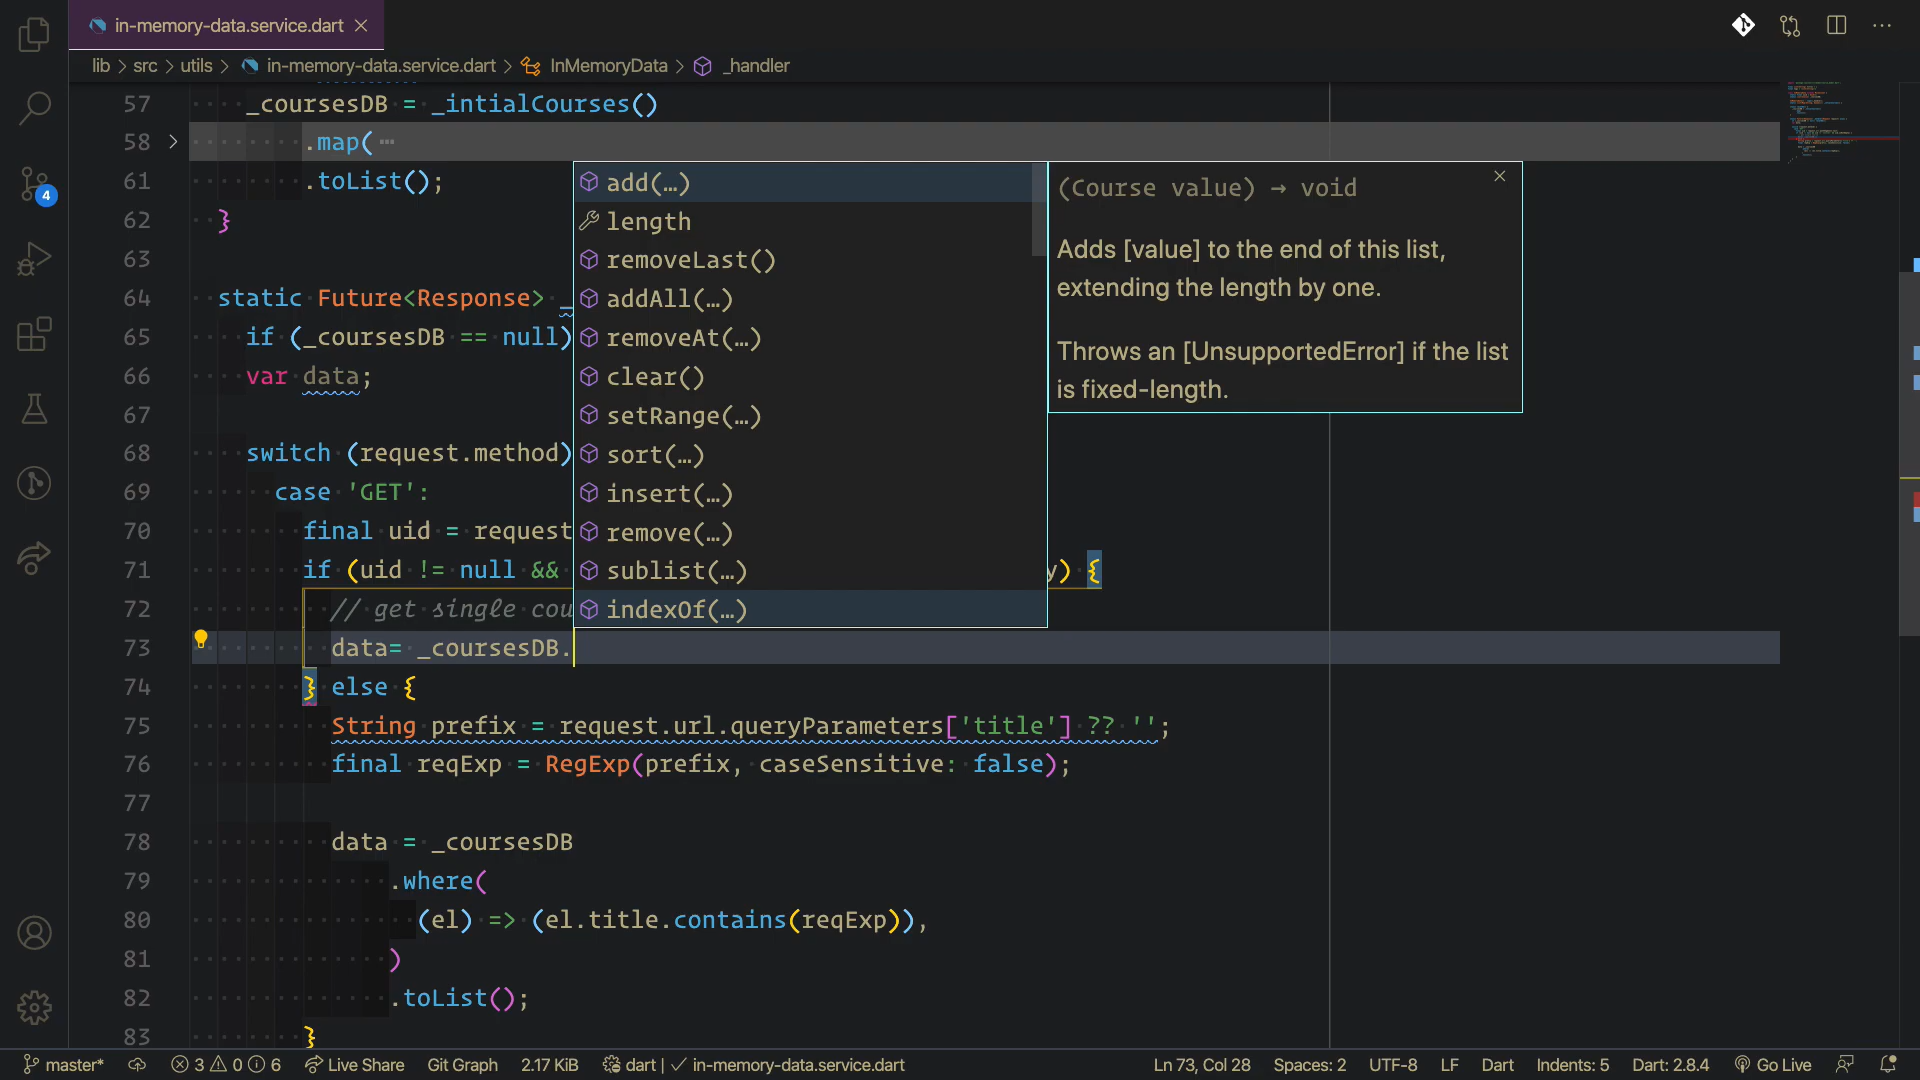 in-memory-data.service.dart
lib > src > utils > in-memory-data.service.dart > InMemoryData > _handler
57 _coursesDB = _intialCourses()
58 .map(
61 .toList();
62 }
63
64 static Future<Response> _
65 if (_coursesDB == null)
66 var data;
67
68 switch (request.method)
69 case 'GET':
70 final uid = request
71 if (uid != null && y) {
72 // get single cou
73 data= _coursesDB.
74 } else {
75 String prefix = request.url.queryParameters['title'] ?? '';
76 final reqExp = RegExp(prefix, caseSensitive: false);
77
78 data = _coursesDB
79 .where(
80 (el) => (el.title.contains(reqExp)),
81 )
82 .toList();
83 }
add(…)
length
removeLast()
addAll(…)
removeAt(…)
clear()
setRange(…)
sort(…)
insert(…)
remove(…)
sublist(…)
indexOf(…)
(Course value) → void
Adds [value] to the end of this list,
extending the length by one.
Throws an [UnsupportedError] if the list
is fixed-length.
4
master* 3 0 6 Live Share Git Graph 2.17 KiB dart | ✓ in-memory-data.service.dart Ln 73, Col 28 Spaces: 2 UTF-8 LF Dart Indents: 5 Dart: 2.8.4 Go Live